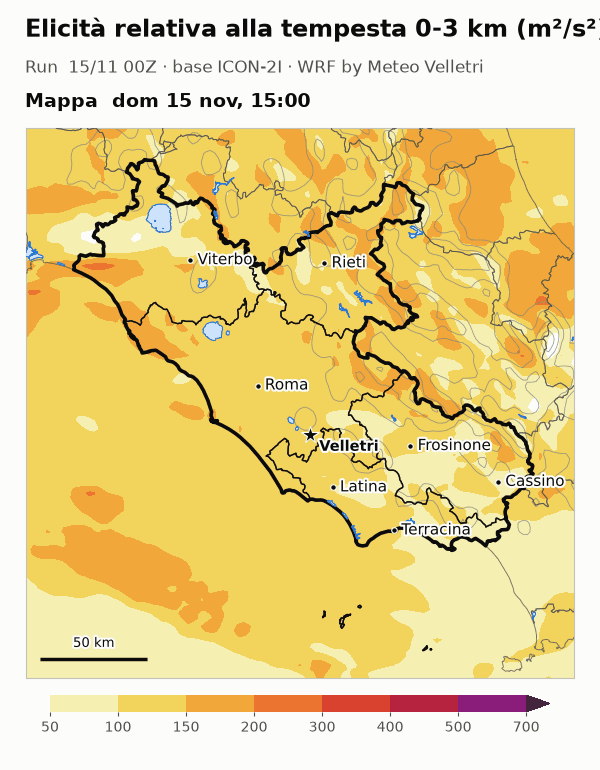 Elicità relativa alla tempesta 0-3 km (m²/s²)
Run 15/11 00Z · base ICON-2I · WRF by Meteo Velletri
Mappa dom 15 nov, 15:00
Viterbo
Rieti
Roma
Velletri
Frosinone
Cassino
Latina
Terracina
50 km
50 100 150 200 300 400 500 700